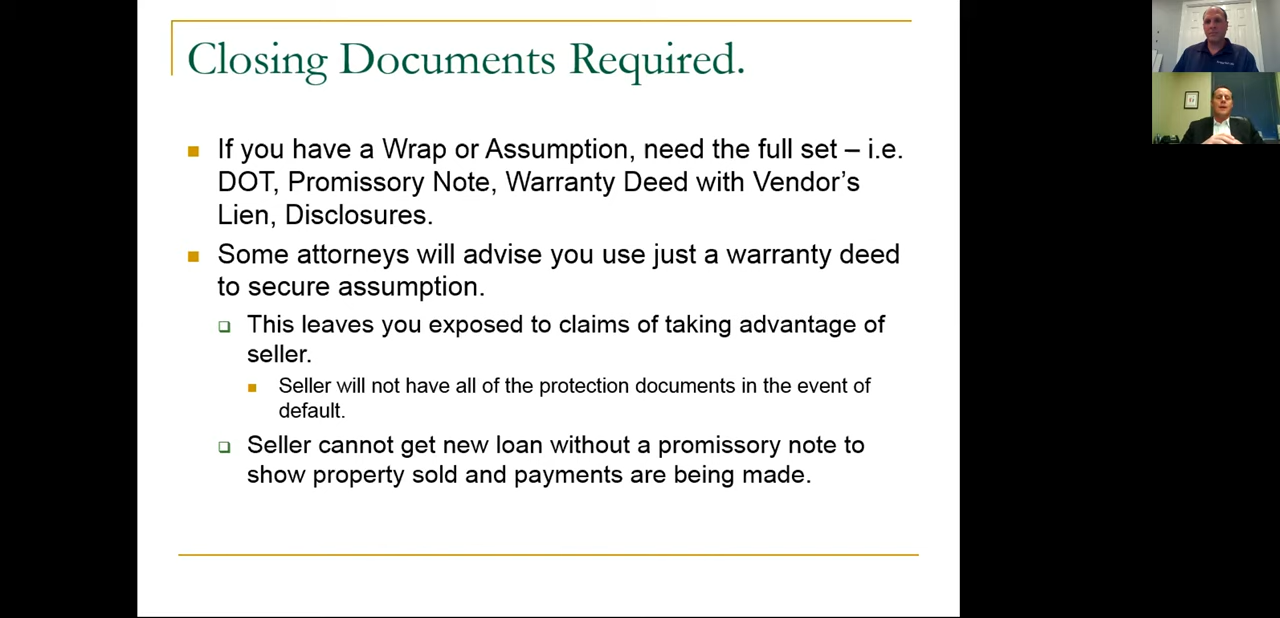 Closing Documents Required.
If you have a Wrap or Assumption, need the full set – i.e.
DOT, Promissory Note, Warranty Deed with Vendor's
Lien, Disclosures.
Some attorneys will advise you use just a warranty deed
to secure assumption.
This leaves you exposed to claims of taking advantage of
seller.
Seller will not have all of the protection documents in the event of
default.
Seller cannot get new loan without a promissory note to
show property sold and payments are being made.